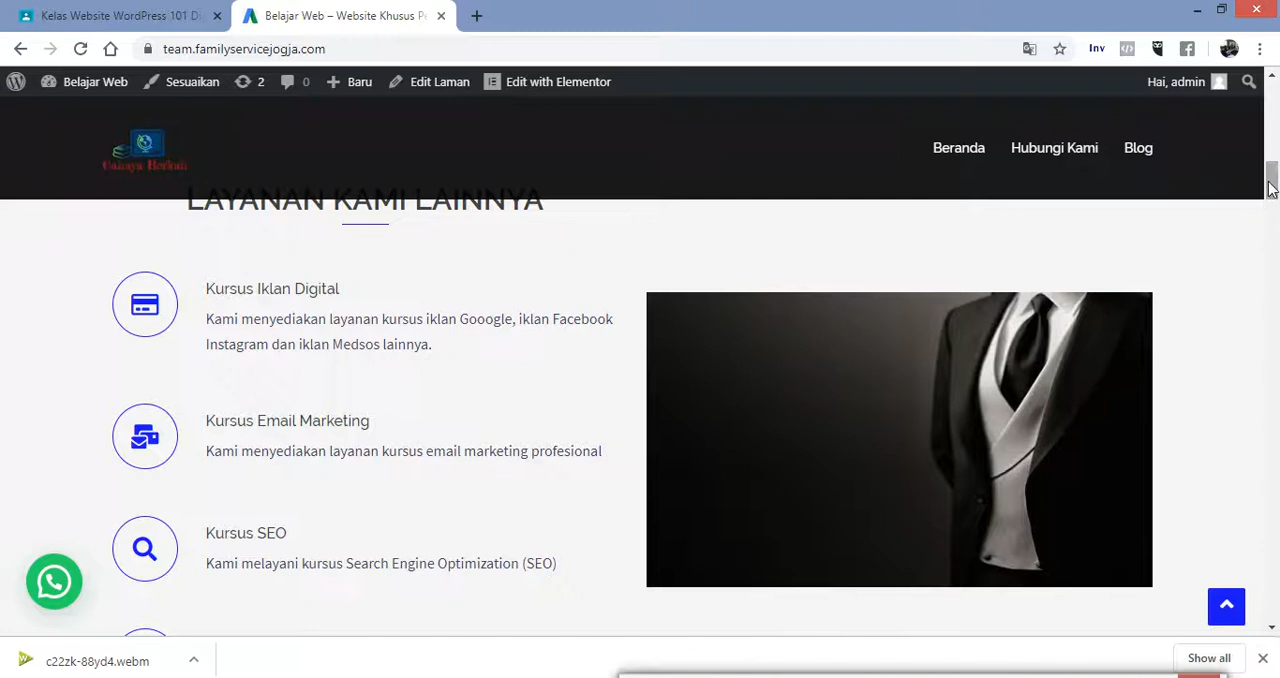 Kelas Website WordPress 101 Di
Belajar Web – Website Khusus Pe
team.familyservicejogja.com
Inv
Belajar Web
Sesuaikan
2
0
Baru
Edit Laman
Edit with Elementor
Hai, admin
Beranda
Hubungi Kami
Blog
LAYANAN KAMI LAINNYA
Kursus Iklan Digital
Kami menyediakan layanan kursus iklan Gooogle, iklan Facebook
Instagram dan iklan Medsos lainnya.
Kursus Email Marketing
Kami menyediakan layanan kursus email marketing profesional
Kursus SEO
Kami melayani kursus Search Engine Optimization (SEO)
c22zk-88yd4.webm
Show all